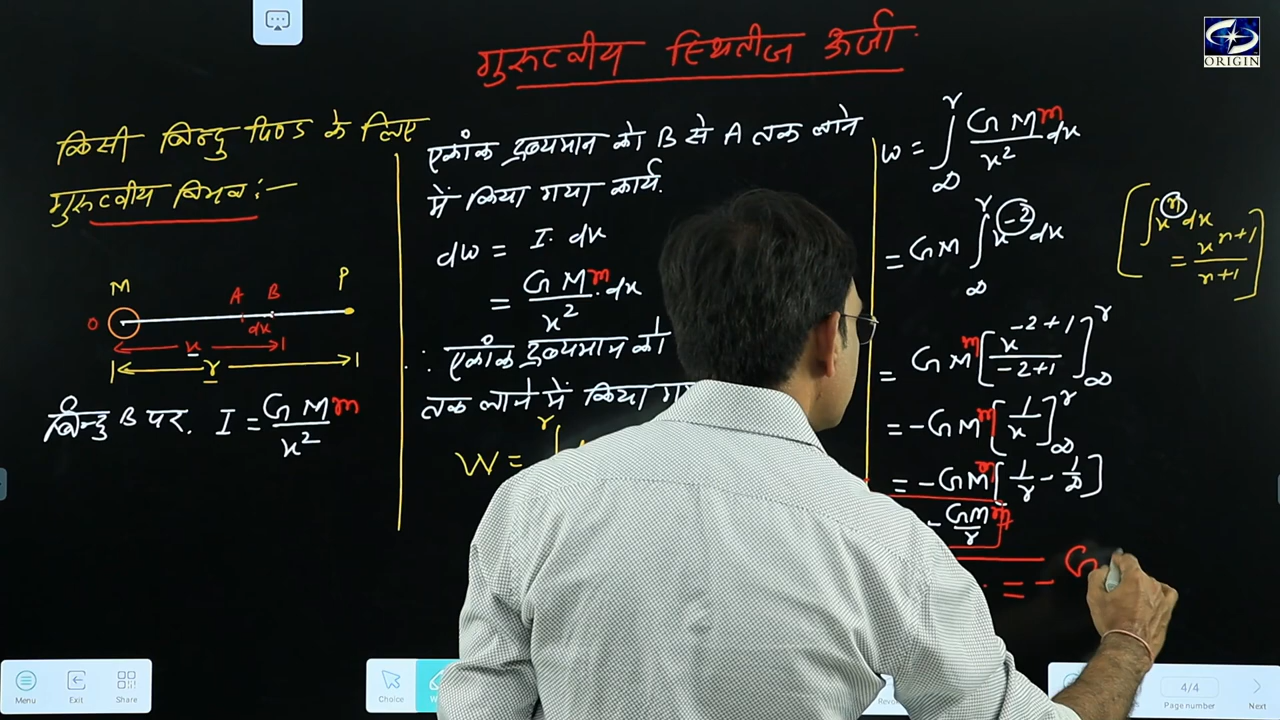 गुरुत्वीय स्थितीज ऊर्जा
ORIGIN
किसी बिन्दु पिण्ड के लिए
गुरुत्वीय विभव :-
M A B P
O dx
x
r
बिन्दु B पर. I = GMm/x²
एकांक द्रव्यमान को B से A तक लाने
में किया गया कार्य.
dw = I. dx
= GMm/x² . dx
∴ एकांक द्रव्यमान को
तक लाने में किया
W = ∫ r
w = ∫_∞^r GMm/x² dx
= GM ∫_∞^r x^-2 dx
[∫x^n dx
= x^n+1/n+1]
= GMm [x^-2+1/-2+1]_∞^r
= -GMm [1/x]_∞^r
= -GMm [1/r - 1/∞]
- GMm/r
= - G
Menu
Exit
Share
Choice
4/4
Page number
Next